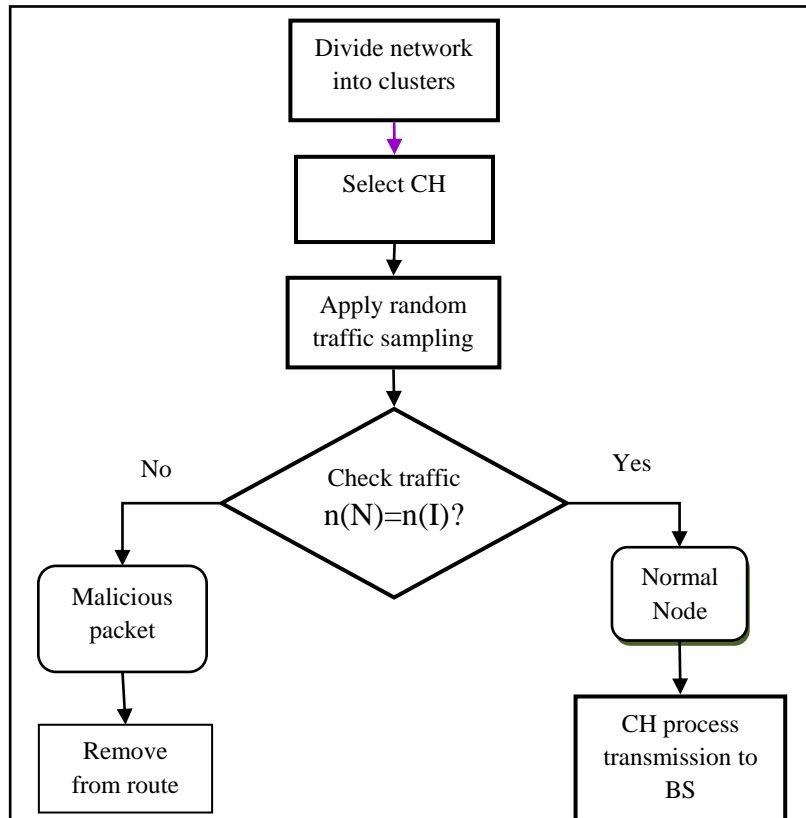 Divide network
into clusters
Select CH
Apply random
traffic sampling
No
Yes
Check traffic
n(N)=n(I)?
Malicious
packet
Normal
Node
Remove
from route
CH process
transmission to
BS